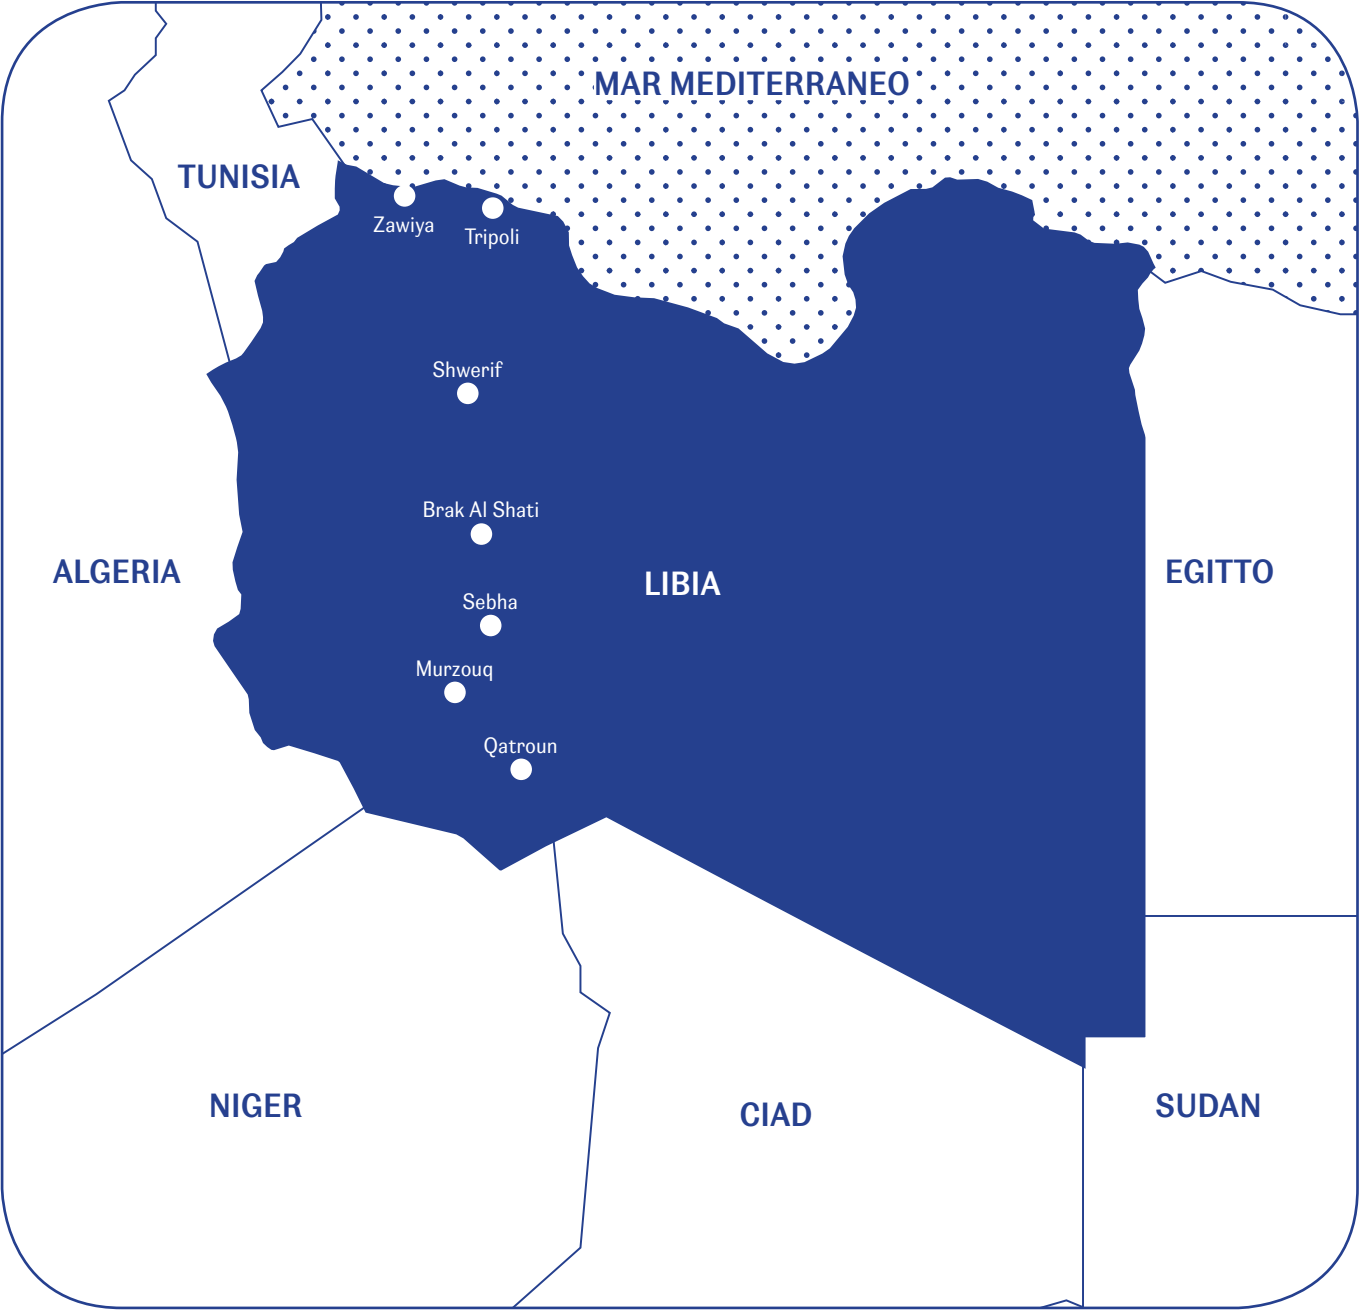 MAR MEDITERRANEO
TUNISIA
Zawiya
Tripoli
Shwerif
Brak Al Shati
ALGERIA
LIBIA
EGITTO
Sebha
Murzouq
Qatroun
NIGER
CIAD
SUDAN